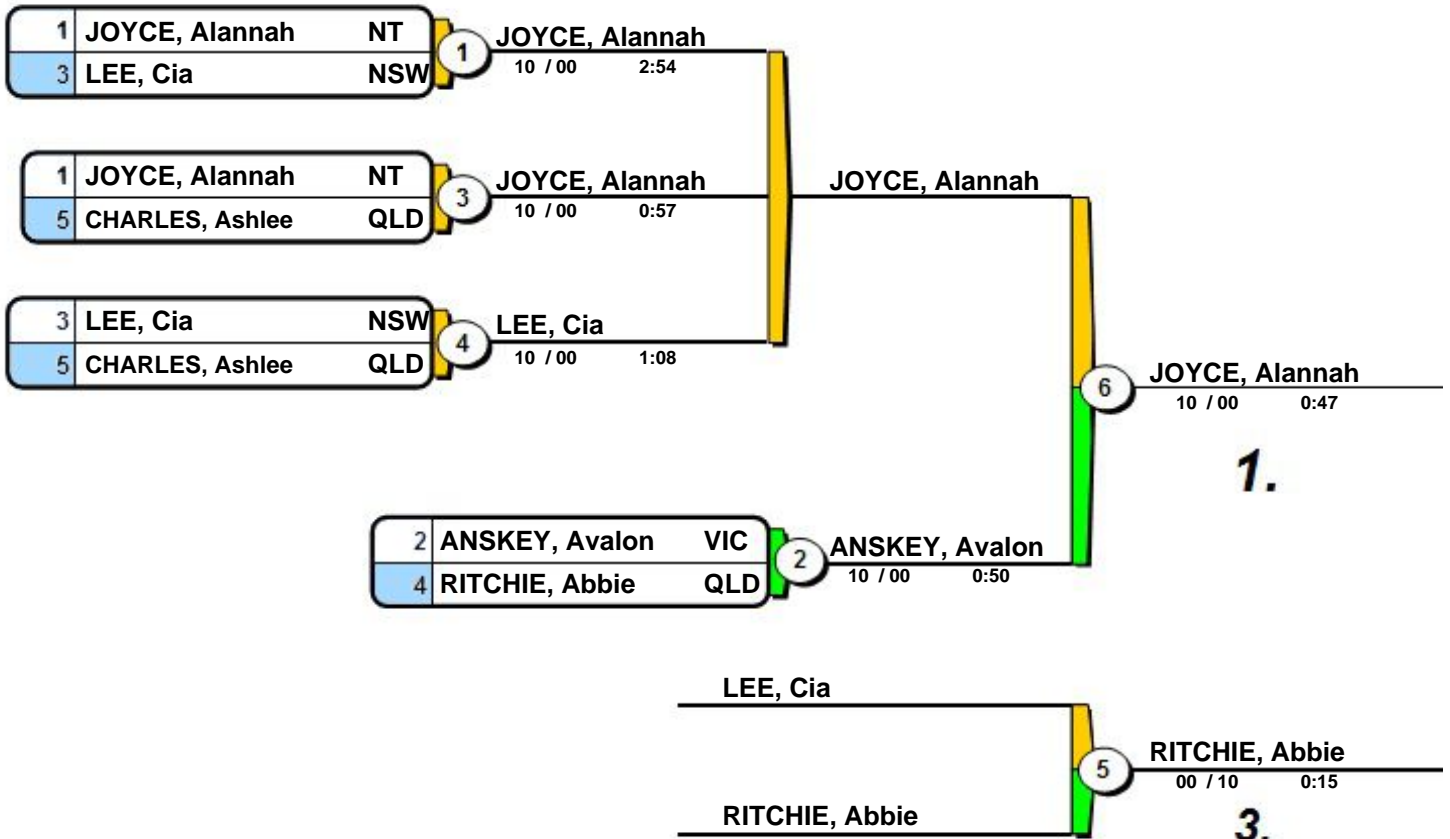 1 JOYCE, Alannah NT
3 LEE, Cia NSW
1 JOYCE, Alannah
10 / 00 2:54
1 JOYCE, Alannah NT
5 CHARLES, Ashlee QLD
3 JOYCE, Alannah
10 / 00 0:57
JOYCE, Alannah
3 LEE, Cia NSW
5 CHARLES, Ashlee QLD
4 LEE, Cia
10 / 00 1:08
6 JOYCE, Alannah
10 / 00 0:47
1.
2 ANSKEY, Avalon VIC
4 RITCHIE, Abbie QLD
2 ANSKEY, Avalon
10 / 00 0:50
LEE, Cia
RITCHIE, Abbie
5 RITCHIE, Abbie
00 / 10 0:15
3.